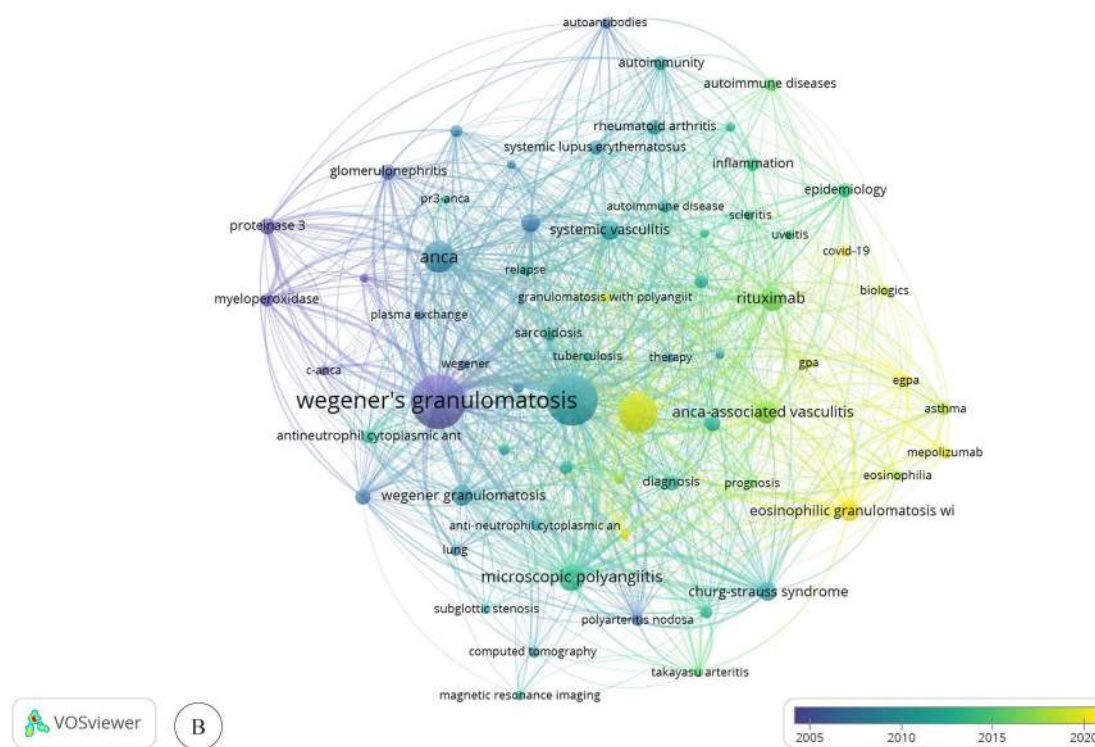 autoantibodies
autoimmunity
autoimmune diseases
rheumatoid arthritis
systemic lupus erythematosus
inflammation
glomerulonephritis
epidemiology
pr3-anca
autoimmune disease
scleritis
proteinase 3
systemic vasculitis
uveitis
covid-19
anca
relapse
biologics
myeloperoxidase
granulomatosis with polyangiit
rituximab
plasma exchange
sarcoidosis
tuberculosis
therapy
wegener
gpa
c-anca
egpa
wegener's granulomatosis
anca-associated vasculitis
asthma
antineutrophil cytoplasmic ant
mepolizumab
eosinophilia
diagnosis
prognosis
wegener granulomatosis
eosinophilic granulomatosis wi
anti-neutrophil cytoplasmic an
lung
microscopic polyangiitis
churg-strauss syndrome
subglottic stenosis
polyarteritis nodosa
computed tomography
takayasu arteritis
magnetic resonance imaging
VOSviewer
B
2005 2010 2015 2020